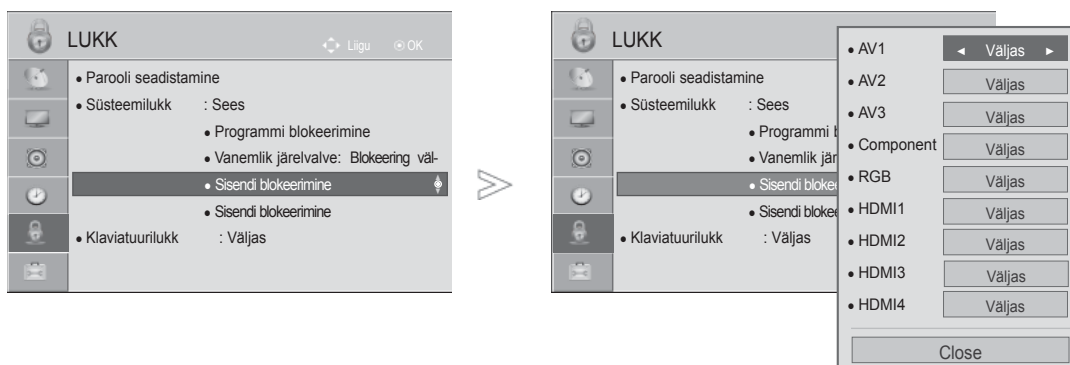 LUKK
Liigu
OK
• Parooli seadistamine
• Süsteemilukk : Sees
• Programmi blokeerimine
• Vanemlik järelvalve: Blokeering väl-
• Sisendi blokeerimine
• Sisendi blokeerimine
• Klaviatuurilukk : Väljas
LUKK
• Parooli seadistamine
• Süsteemilukk : Sees
• Programmi
• Vanemlik jär
• Sisendi bloke
• Sisendi bloke
• Klaviatuurilukk : Väljas
• AV1 ◄ Väljas ►
• AV2 Väljas
• AV3 Väljas
• Component Väljas
• RGB Väljas
• HDMI1 Väljas
• HDMI2 Väljas
• HDMI3 Väljas
• HDMI4 Väljas
Close